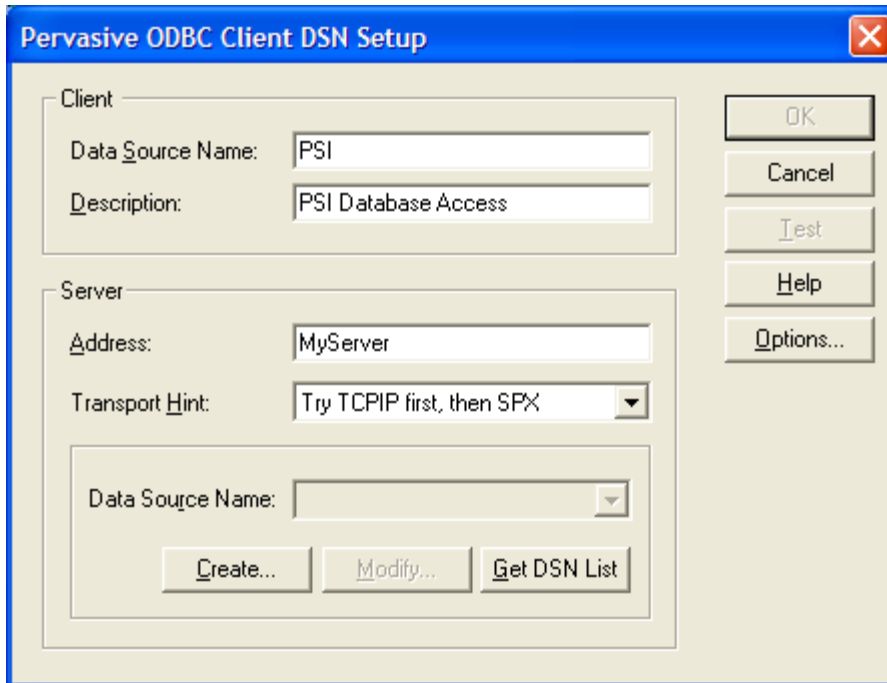 Pervasive ODBC Client DSN Setup
Client
Data Source Name: PSI
Description: PSI Database Access
OK
Cancel
Test
Help
Options...
Server
Address: MyServer
Transport Hint: Try TCPIP first, then SPX
Data Source Name:
Create... Modify... Get DSN List